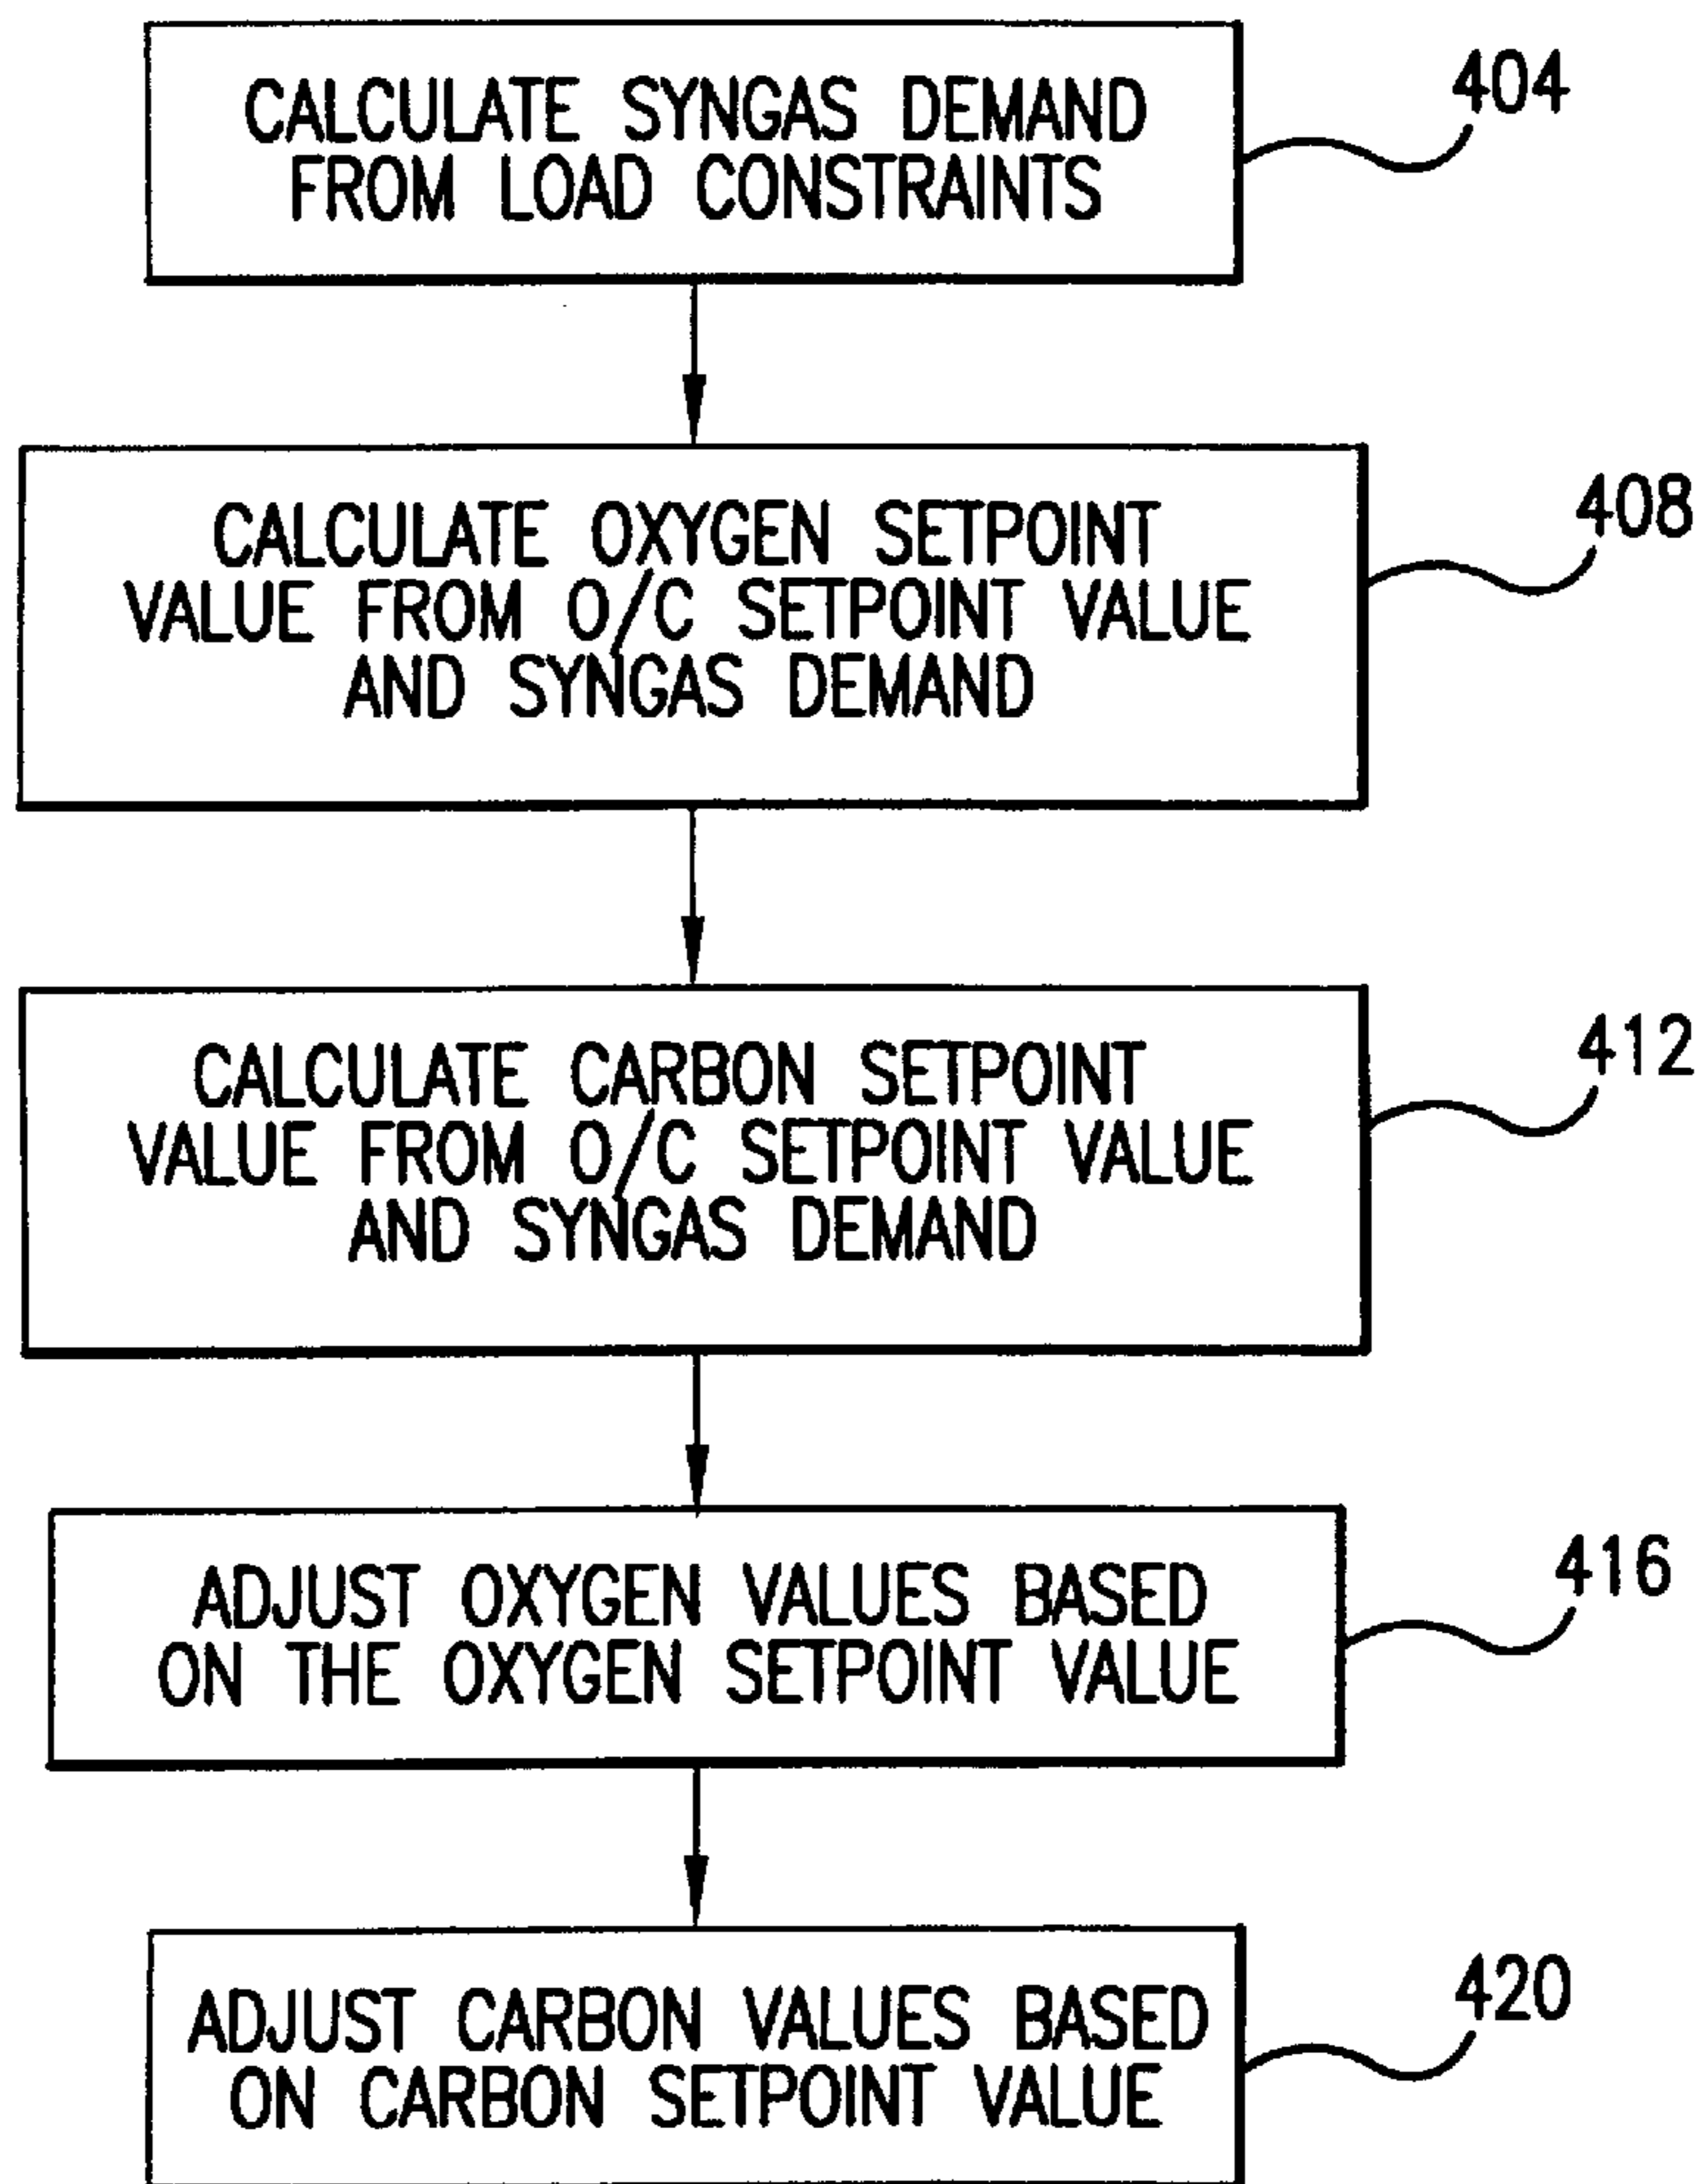 CALCULATE SYNGAS DEMAND
FROM LOAD CONSTRAINTS
404
CALCULATE OXYGEN SETPOINT
VALUE FROM O/C SETPOINT VALUE
AND SYNGAS DEMAND
408
CALCULATE CARBON SETPOINT
VALUE FROM O/C SETPOINT VALUE
AND SYNGAS DEMAND
412
ADJUST OXYGEN VALUES BASED
ON THE OXYGEN SETPOINT VALUE
416
ADJUST CARBON VALUES BASED
ON CARBON SETPOINT VALUE
420